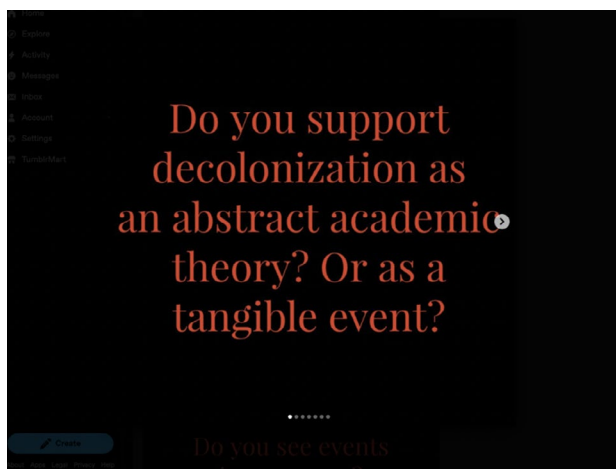 Home
Explore
Activity
Messages
Inbox
Account
Settings
TumblrMart
Do you support
decolonization as
an abstract academic
theory? Or as a
tangible event?
Create
Do you see events